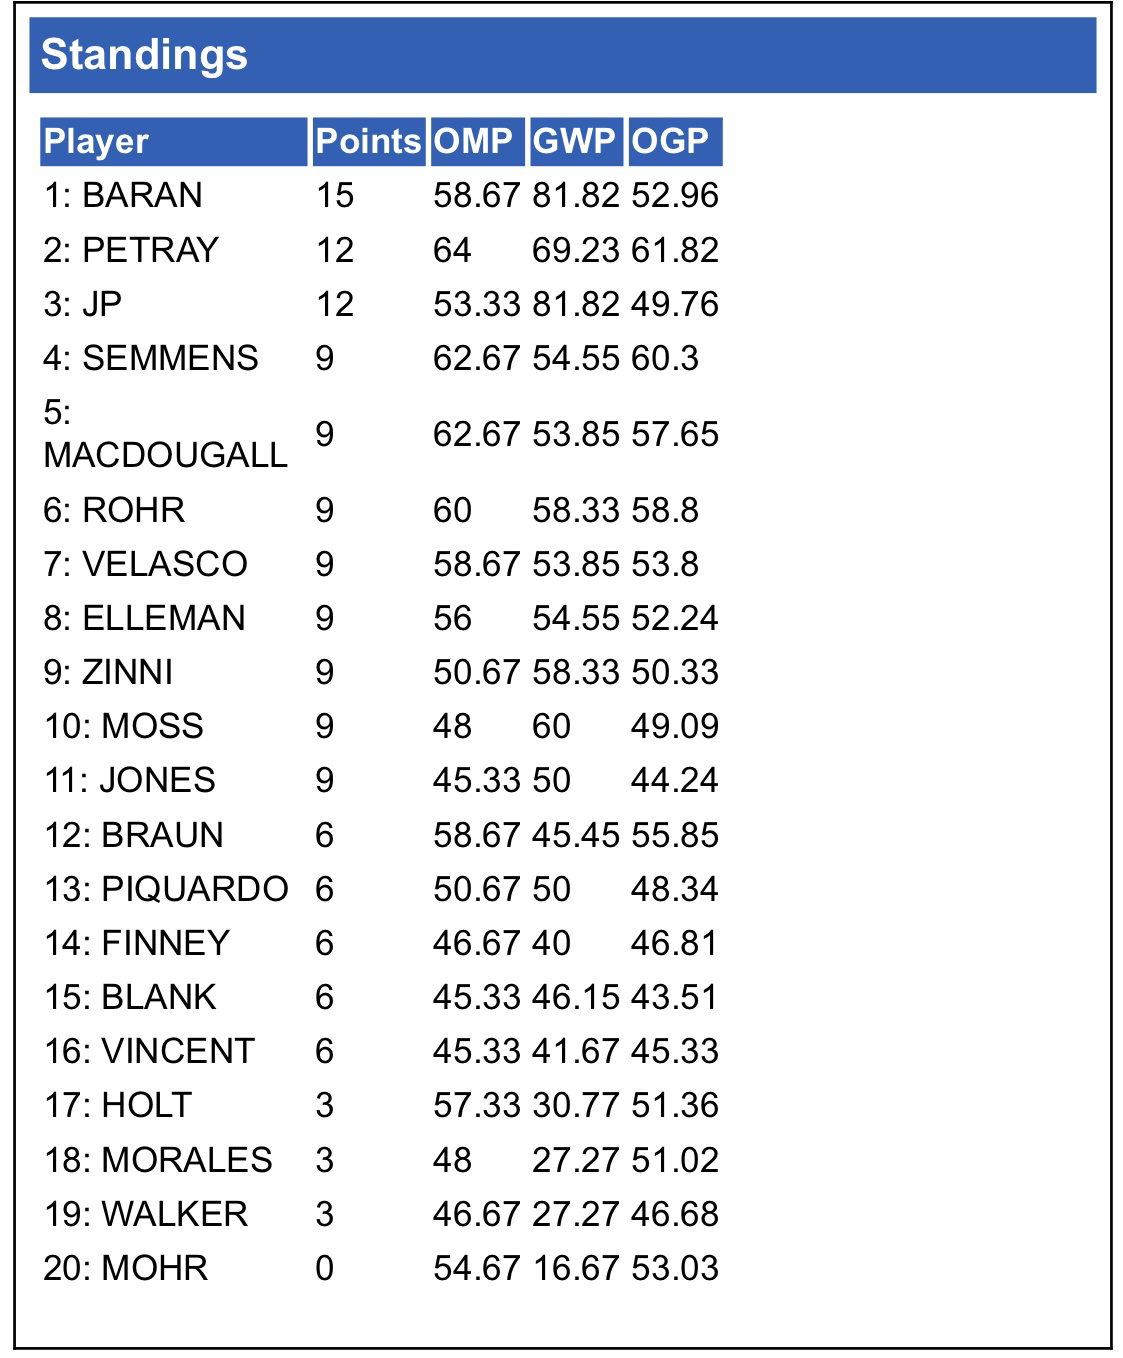 Standings
Player Points OMP GWP OGP
1: BARAN 15 58.67 81.82 52.96
2: PETRAY 12 64 69.23 61.82
3: JP 12 53.33 81.82 49.76
4: SEMMENS 9 62.67 54.55 60.3
5:
MACDOUGALL 9 62.67 53.85 57.65
6: ROHR 9 60 58.33 58.8
7: VELASCO 9 58.67 53.85 53.8
8: ELLEMAN 9 56 54.55 52.24
9: ZINNI 9 50.67 58.33 50.33
10: MOSS 9 48 60 49.09
11: JONES 9 45.33 50 44.24
12: BRAUN 6 58.67 45.45 55.85
13: PIQUARDO 6 50.67 50 48.34
14: FINNEY 6 46.67 40 46.81
15: BLANK 6 45.33 46.15 43.51
16: VINCENT 6 45.33 41.67 45.33
17: HOLT 3 57.33 30.77 51.36
18: MORALES 3 48 27.27 51.02
19: WALKER 3 46.67 27.27 46.68
20: MOHR 0 54.67 16.67 53.03